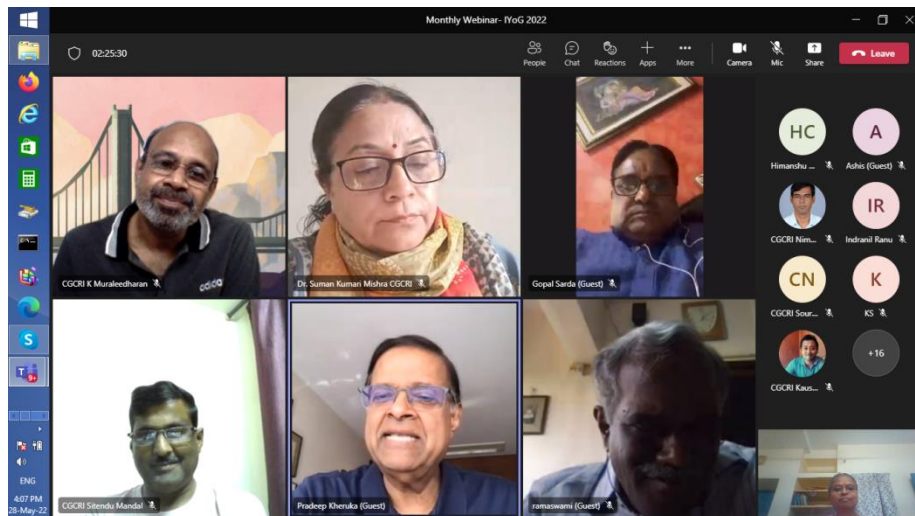 Monthly Webinar- IYoG 2022
02:25:30
People
Chat
Reactions
Apps
More
Camera
Mic
Share
Leave
HC
A
Himanshu ...
Ashis (Guest)
IR
CGCRI Nim...
Indranil Ranu
CGCRI K Muraleedharan
Dr. Suman Kumari Mishra CGCRI
Gopal Sarda (Guest)
CN
K
CGCRI Sour...
KS
+16
CGCRI Kaus...
CGCRI Sitendu Mandal
Pradeep Kheruka (Guest)
ramaswami (Guest)
9+
ENG
4:07 PM
28-May-22